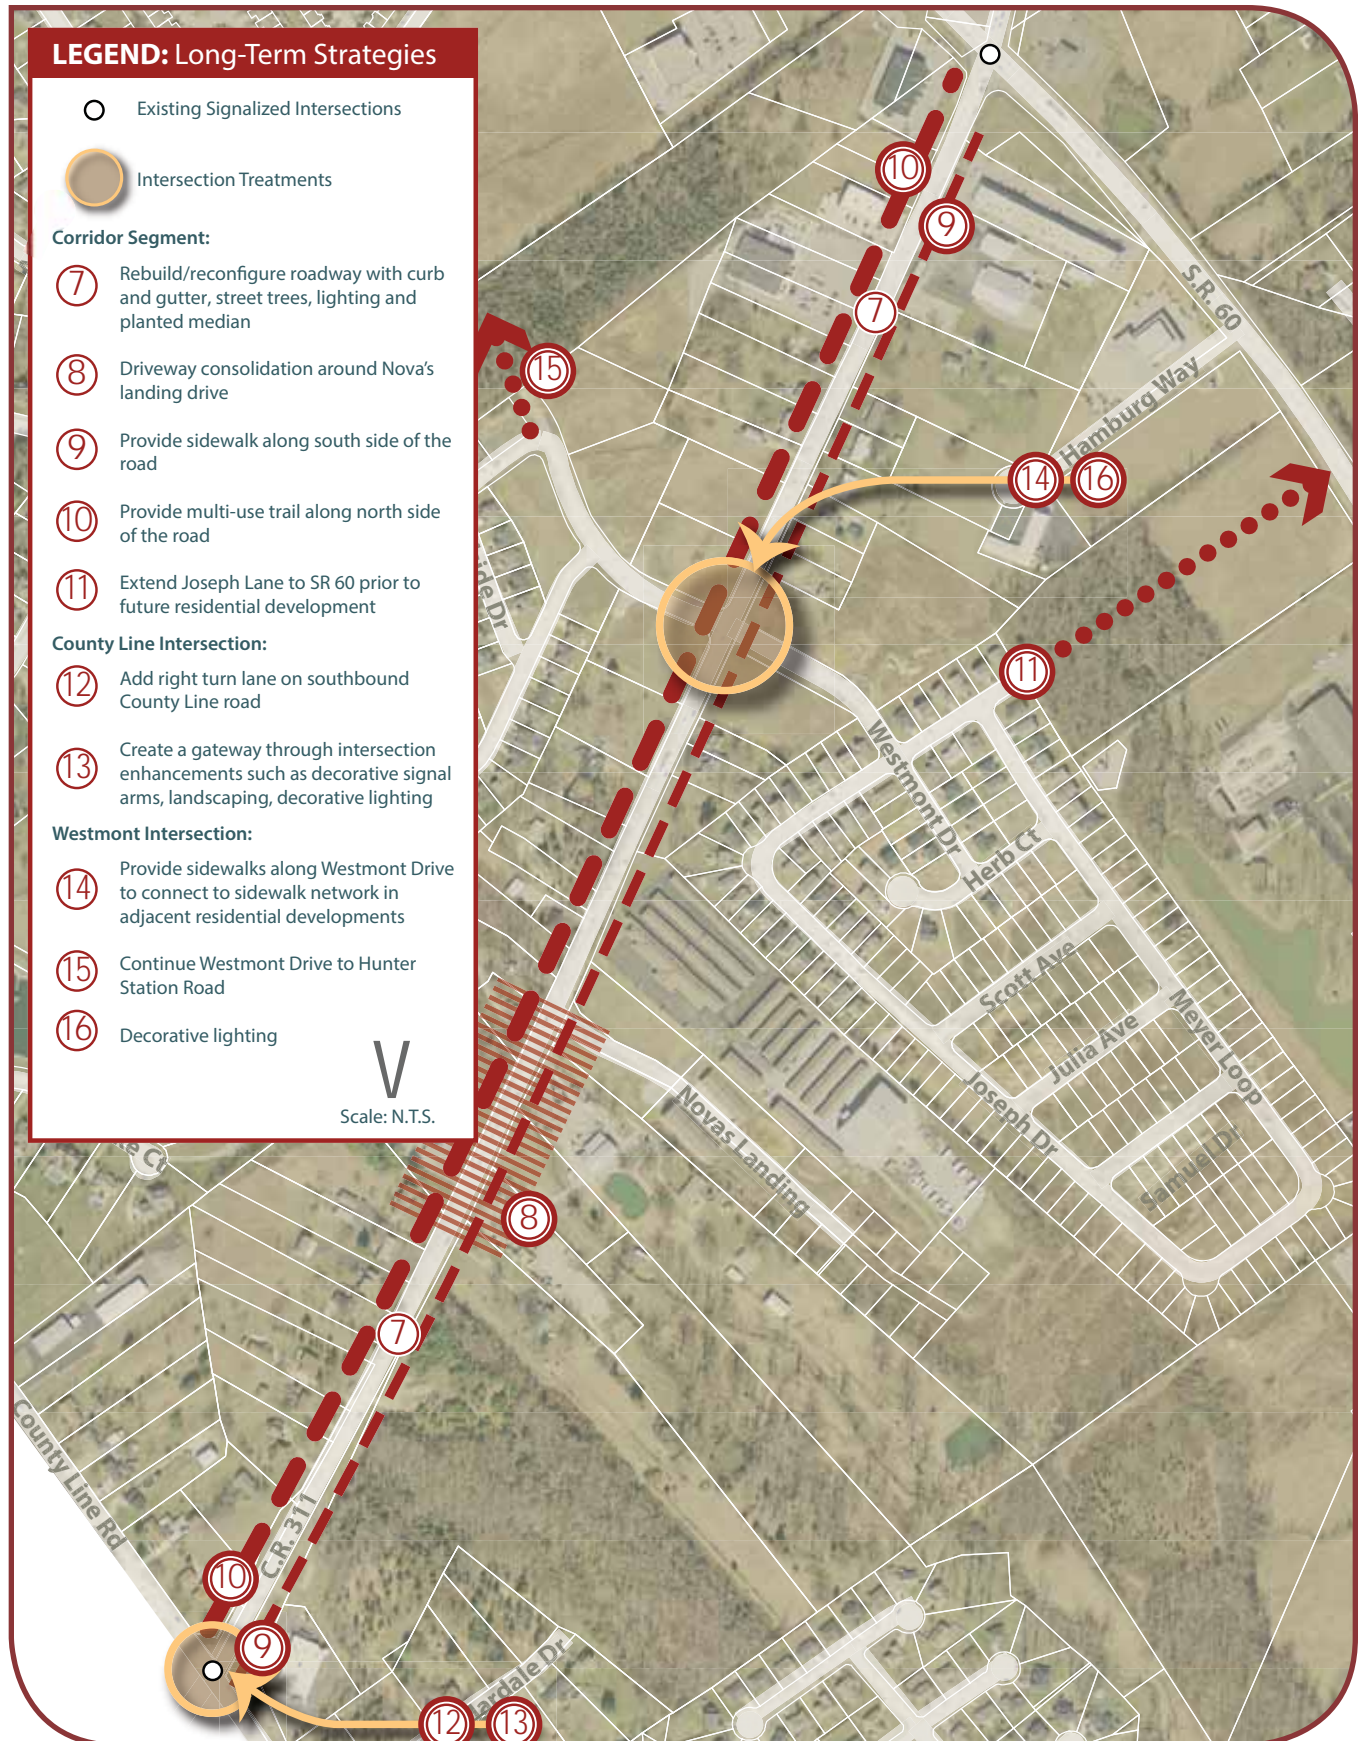 LEGEND: Long-Term Strategies
Existing Signalized Intersections
Intersection Treatments
Corridor Segment:
7 Rebuild/reconfigure roadway with curb
and gutter, street trees, lighting and
planted median
8 Driveway consolidation around Nova's
landing drive
9 Provide sidewalk along south side of the
road
10 Provide multi-use trail along north side
of the road
11 Extend Joseph Lane to SR 60 prior to
future residential development
County Line Intersection:
12 Add right turn lane on southbound
County Line road
13 Create a gateway through intersection
enhancements such as decorative signal
arms, landscaping, decorative lighting
Westmont Intersection:
14 Provide sidewalks along Westmont Drive
to connect to sidewalk network in
adjacent residential developments
15 Continue Westmont Drive to Hunter
Station Road
16 Decorative lighting
V
Scale: N.T.S.
10
9
7
S.R. 60
15
Hamburg Way
14 16
ide Dr
11
Westmont Dr
Herb Ct
Scott Ave
Julia Ave
Meyer Loop
Joseph Dr
Samuel Dr
Novas Landing
Ct
8
7
County Line Rd
C.R. 311
10
9
ardale Dr
12 13